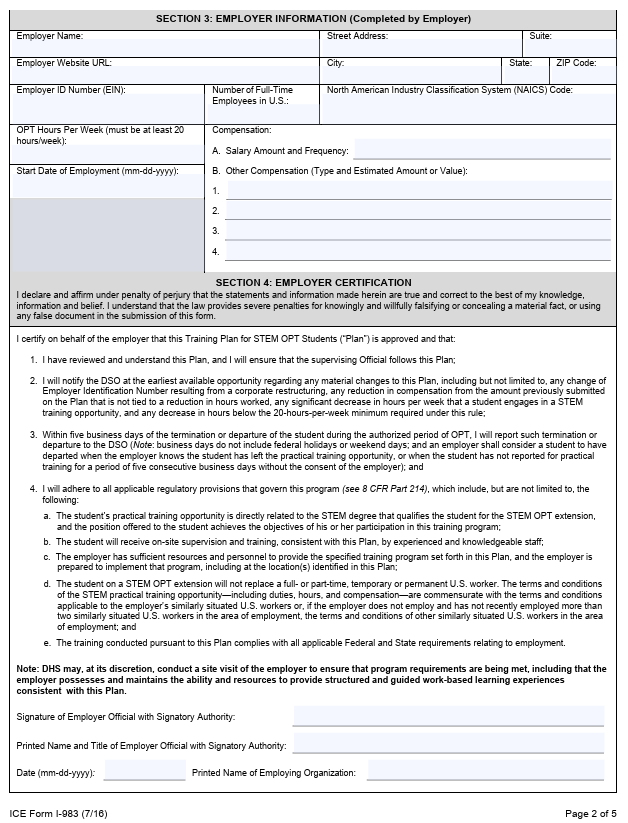 SECTION 3: EMPLOYER INFORMATION (Completed by Employer)
Employer Name:
Street Address:
Suite:
Employer Website URL:
City:
State:
ZIP Code:
Employer ID Number (EIN):
Number of Full-Time
Employees in U.S.:
North American Industry Classification System (NAICS) Code:
OPT Hours Per Week (must be at least 20
hours/week):
Compensation:
A. Salary Amount and Frequency:
Start Date of Employment (mm-dd-yyyy):
B. Other Compensation (Type and Estimated Amount or Value):
1.
2.
3.
4.
SECTION 4: EMPLOYER CERTIFICATION
I declare and affirm under penalty of perjury that the statements and information made herein are true and correct to the best of my knowledge,
information and belief. I understand that the law provides severe penalties for knowingly and willfully falsifying or concealing a material fact, or using
any false document in the submission of this form.
I certify on behalf of the employer that this Training Plan for STEM OPT Students (“Plan”) is approved and that:
1. I have reviewed and understand this Plan, and I will ensure that the supervising Official follows this Plan;
2. I will notify the DSO at the earliest available opportunity regarding any material changes to this Plan, including but not limited to, any change of
Employer Identification Number resulting from a corporate restructuring, any reduction in compensation from the amount previously submitted
on the Plan that is not tied to a reduction in hours worked, any significant decrease in hours per week that a student engages in a STEM
training opportunity, and any decrease in hours below the 20-hours-per-week minimum required under this rule;
3. Within five business days of the termination or departure of the student during the authorized period of OPT, I will report such termination or
departure to the DSO (Note: business days do not include federal holidays or weekend days; and an employer shall consider a student to have
departed when the employer knows the student has left the practical training opportunity, or when the student has not reported for practical
training for a period of five consecutive business days without the consent of the employer); and
4. I will adhere to all applicable regulatory provisions that govern this program (see 8 CFR Part 214), which include, but are not limited to, the
following:
a. The student’s practical training opportunity is directly related to the STEM degree that qualifies the student for the STEM OPT extension,
and the position offered to the student achieves the objectives of his or her participation in this training program;
b. The student will receive on-site supervision and training, consistent with this Plan, by experienced and knowledgeable staff;
c. The employer has sufficient resources and personnel to provide the specified training program set forth in this Plan, and the employer is
prepared to implement that program, including at the location(s) identified in this Plan;
d. The student on a STEM OPT extension will not replace a full- or part-time, temporary or permanent U.S. worker. The terms and conditions
of the STEM practical training opportunity—including duties, hours, and compensation—are commensurate with the terms and conditions
applicable to the employer’s similarly situated U.S. workers or, if the employer does not employ and has not recently employed more than
two similarly situated U.S. workers in the area of employment, the terms and conditions of other similarly situated U.S. workers in the area
of employment; and
e. The training conducted pursuant to this Plan complies with all applicable Federal and State requirements relating to employment.
Note: DHS may, at its discretion, conduct a site visit of the employer to ensure that program requirements are being met, including that the
employer possesses and maintains the ability and resources to provide structured and guided work-based learning experiences
consistent with this Plan.
Signature of Employer Official with Signatory Authority:
Printed Name and Title of Employer Official with Signatory Authority:
Date (mm-dd-yyyy):
Printed Name of Employing Organization:
ICE Form I-983 (7/16)
Page 2 of 5